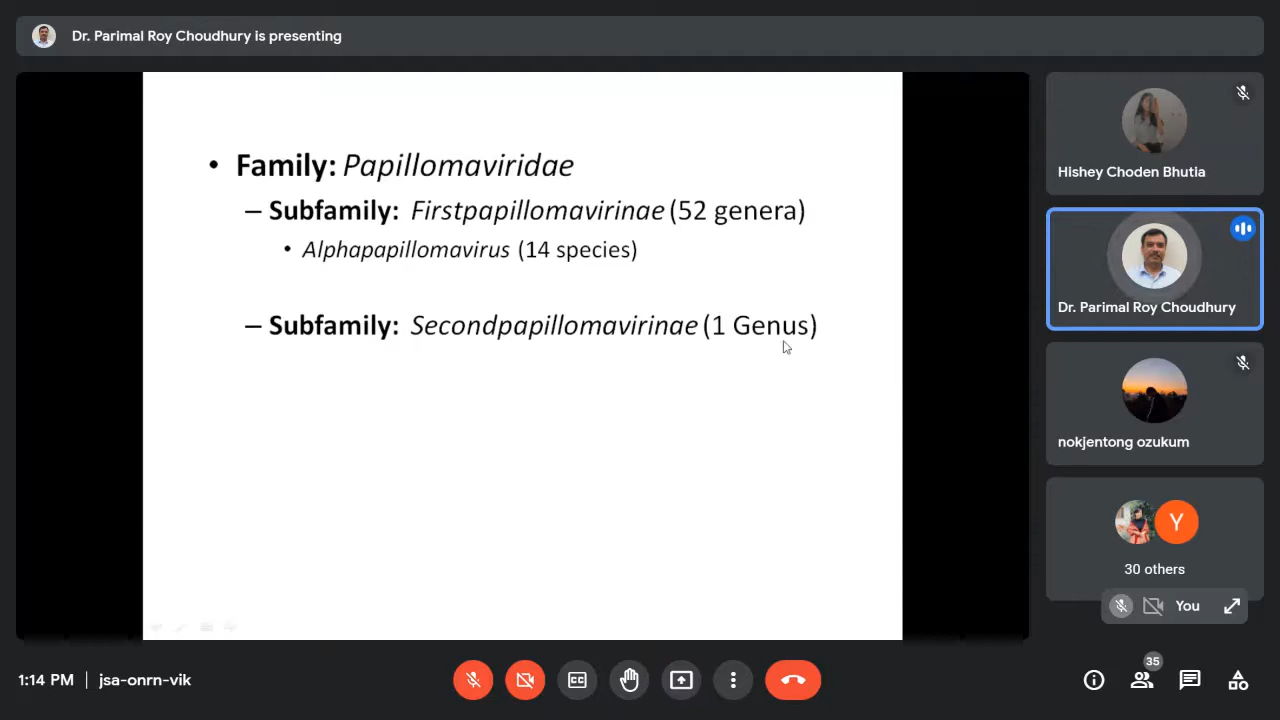 Dr. Parimal Roy Choudhury is presenting
• Family: Papillomaviridae
– Subfamily: Firstpapillomavirinae (52 genera)
• Alphapapillomavirus (14 species)
– Subfamily: Secondpapillomavirinae (1 Genus)
Hishey Choden Bhutia
Dr. Parimal Roy Choudhury
nokjentong ozukum
Y
30 others
You
1:14 PM | jsa-onrn-vik
CC
35